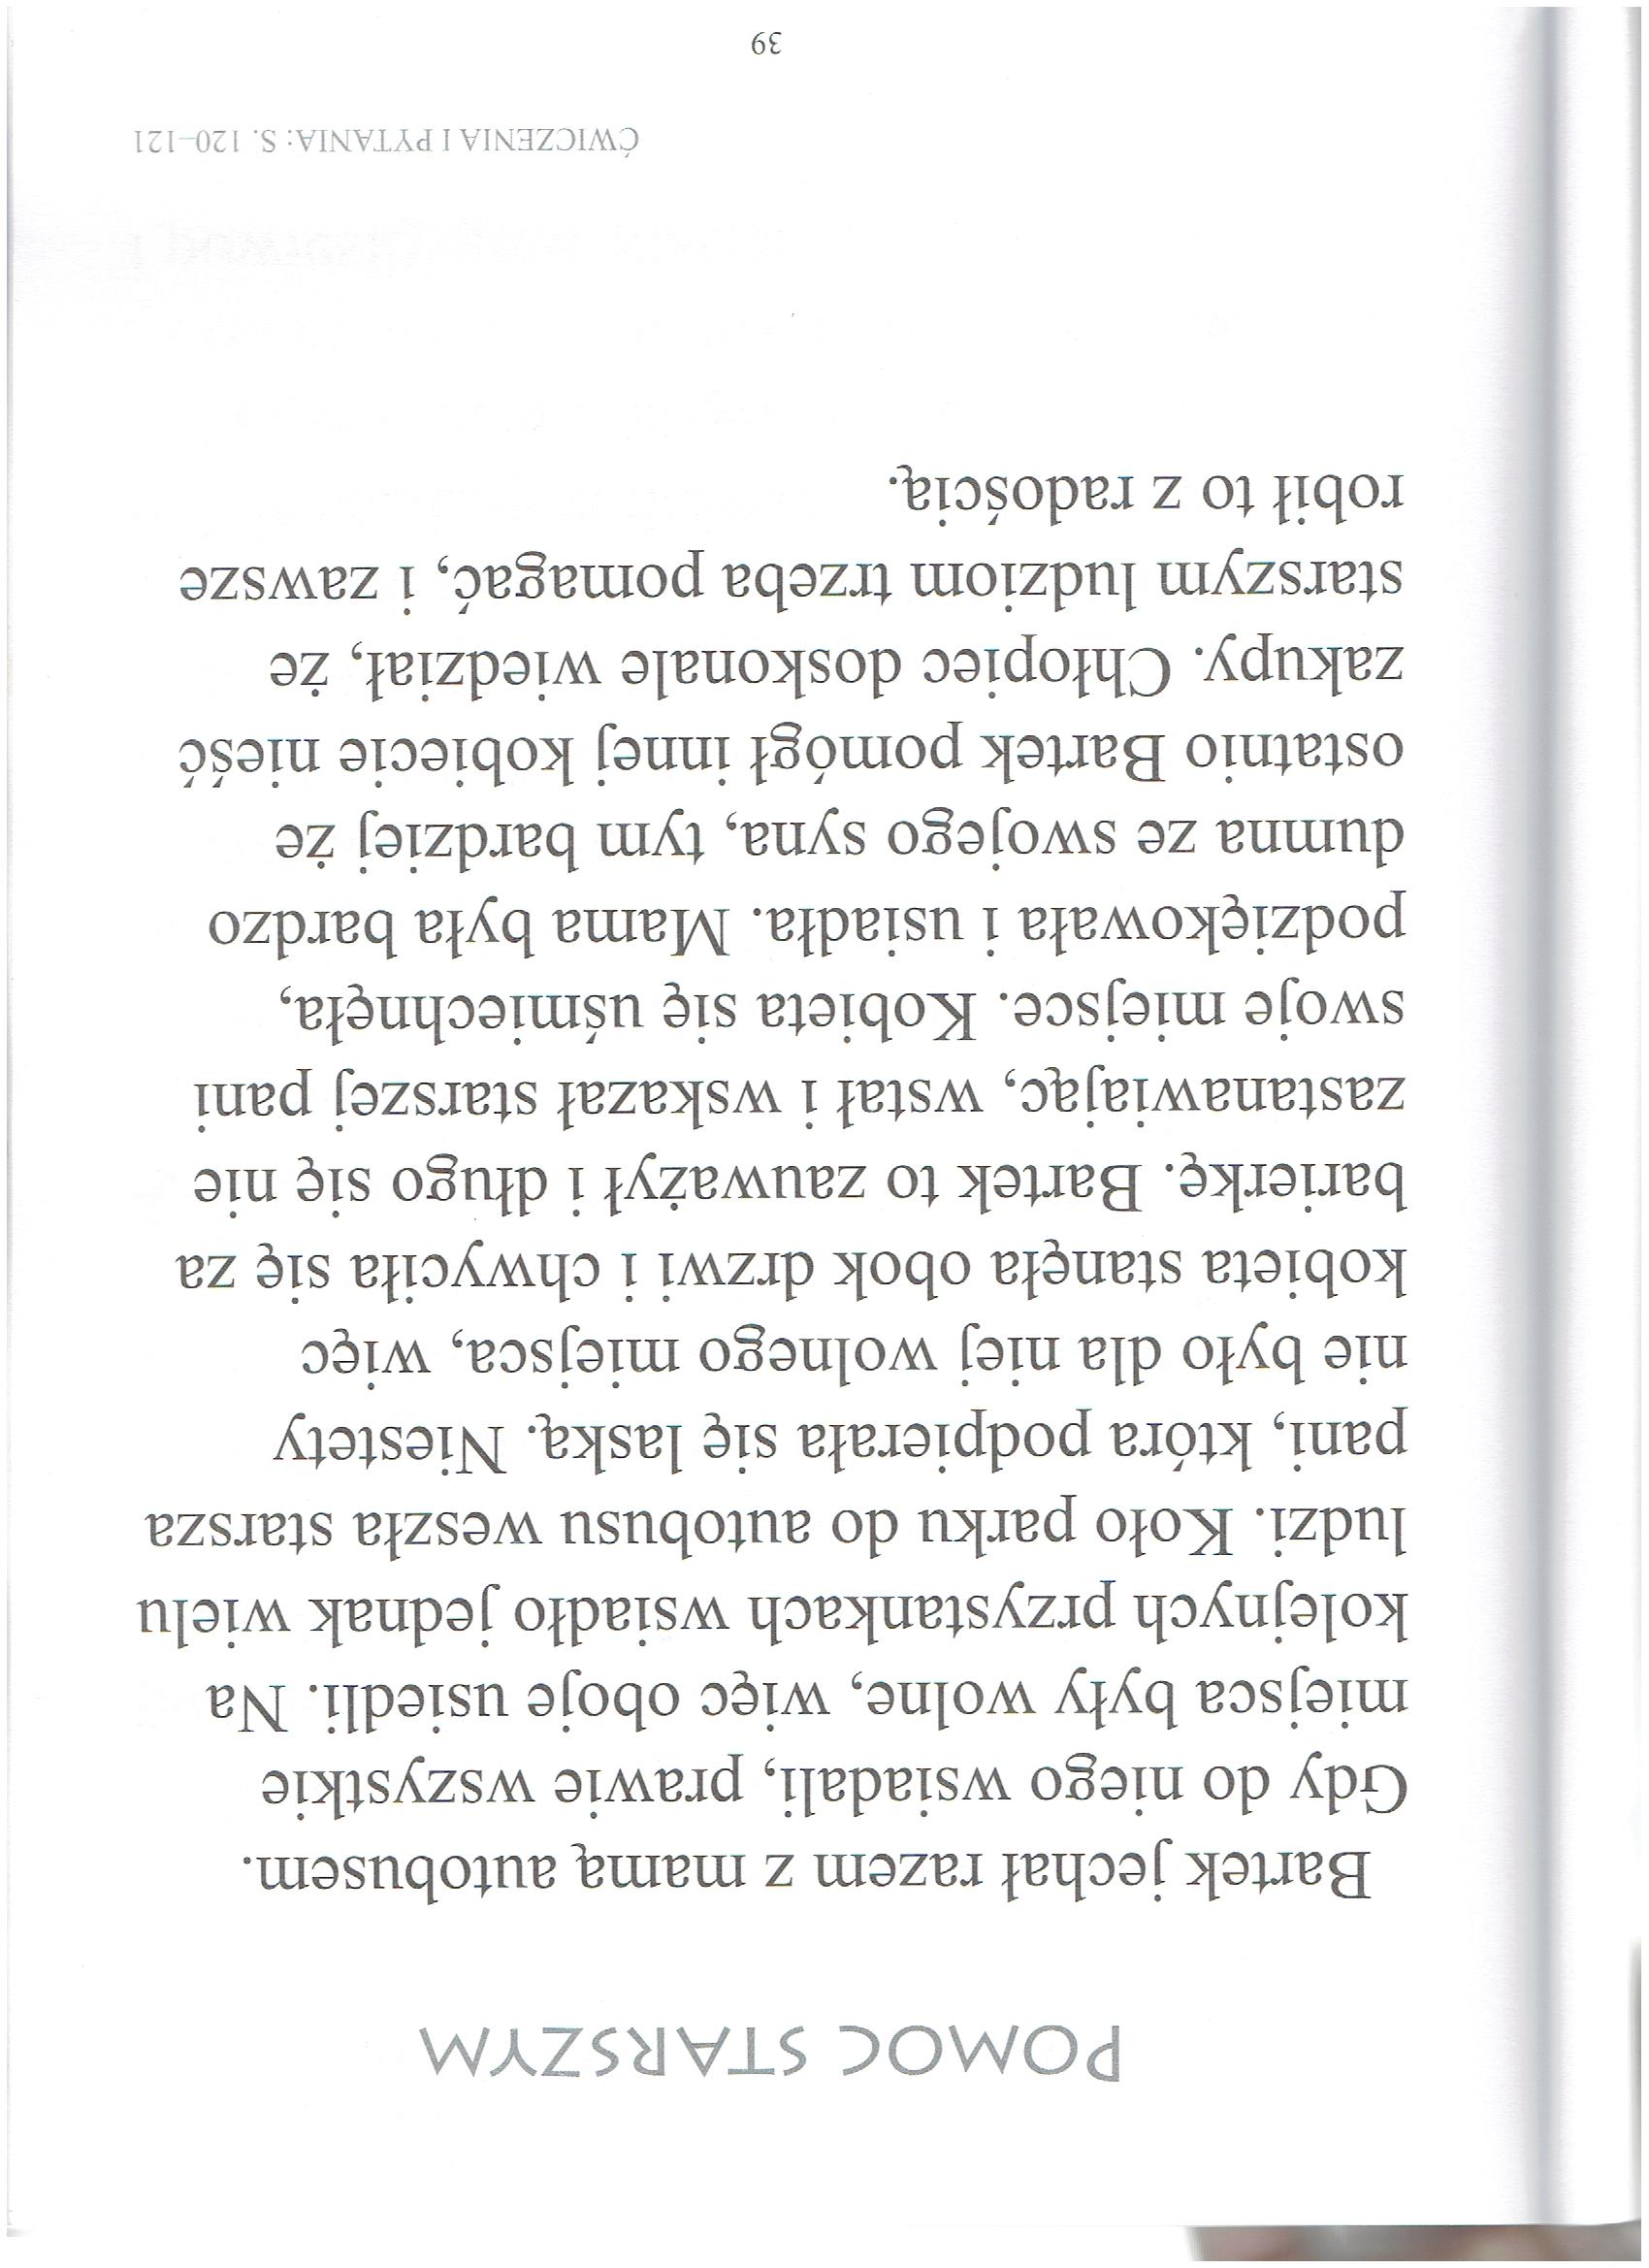 POMOC STARSZYM
Bartek jechał razem z mamą autobusem.
Gdy do niego wsiadali, prawie wszystkie
miejsca były wolne, więc oboje usiedli. Na
kolejnych przystankach wsiadło jednak wielu
ludzi. Koło parku do autobusu weszła starsza
pani, która podpierała się laską. Niestety
nie było dla niej wolnego miejsca, więc
kobieta stanęła obok drzwi i chwyciła się za
barierkę. Bartek to zauważył i długo się nie
zastanawiając, wstał i wskazał starszej pani
swoje miejsce. Kobieta się uśmiechnęła,
podziękowała i usiadła. Mama była bardzo
dumna ze swojego syna, tym bardziej że
ostatnio Bartek pomógł innej kobiecie nieść
zakupy. Chłopiec doskonale wiedział, że
starszym ludziom trzeba pomagać, i zawsze
robił to z radością.
ĆWICZENIA I PYTANIA: S. 120–121
39